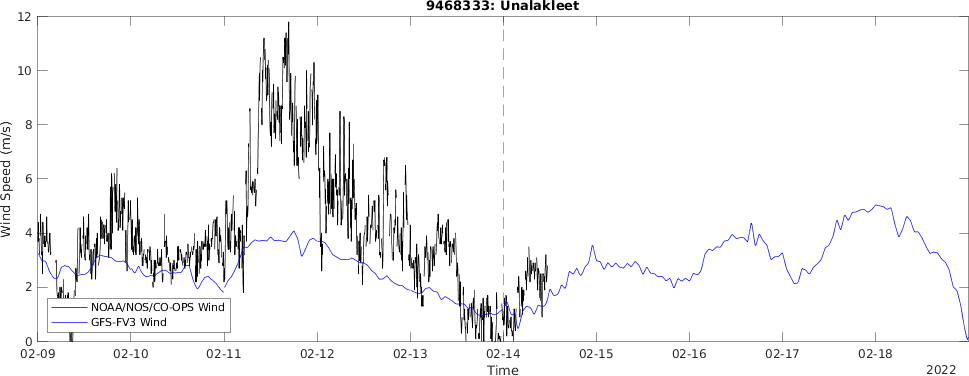 9468333: Unalakleet
12
10
8
6
4
2
0
Wind Speed (m/s)
NOAA/NOS/CO-OPS Wind
GFS-FV3 Wind
02-09 02-10 02-11 02-12 02-13 02-14 02-15 02-16 02-17 02-18
Time
2022